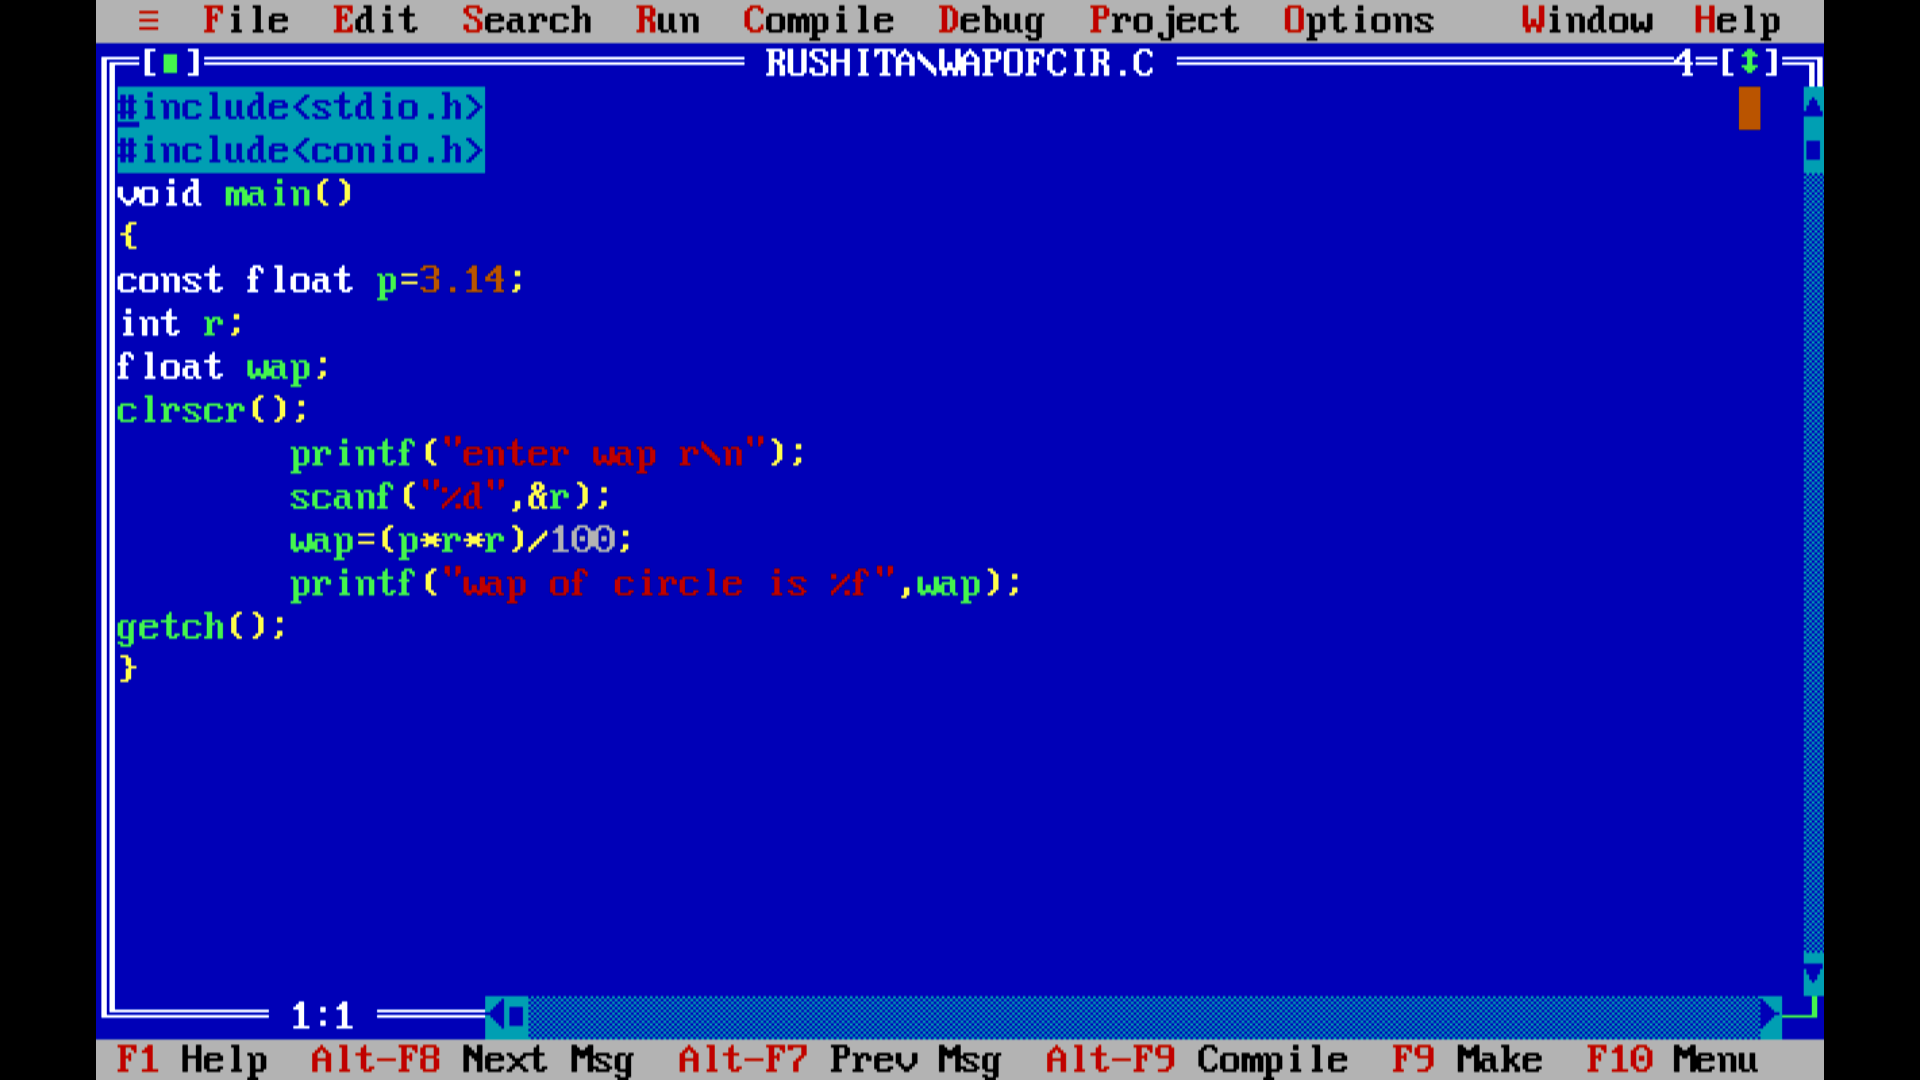 ≡ File Edit Search Run Compile Debug Project Options Window Help
[■] RUSHITA\WAPOFCIR.C 4=[↕]
#include<stdio.h>
#include<conio.h>
void main()
{
const float p=3.14;
int r;
float wap;
clrscr();
printf("enter wap r\n");
scanf("%d",&r);
wap=(p*r*r)/100;
printf("wap of circle is %f",wap);
getch();
}
1:1
F1 Help Alt-F8 Next Msg Alt-F7 Prev Msg Alt-F9 Compile F9 Make F10 Menu